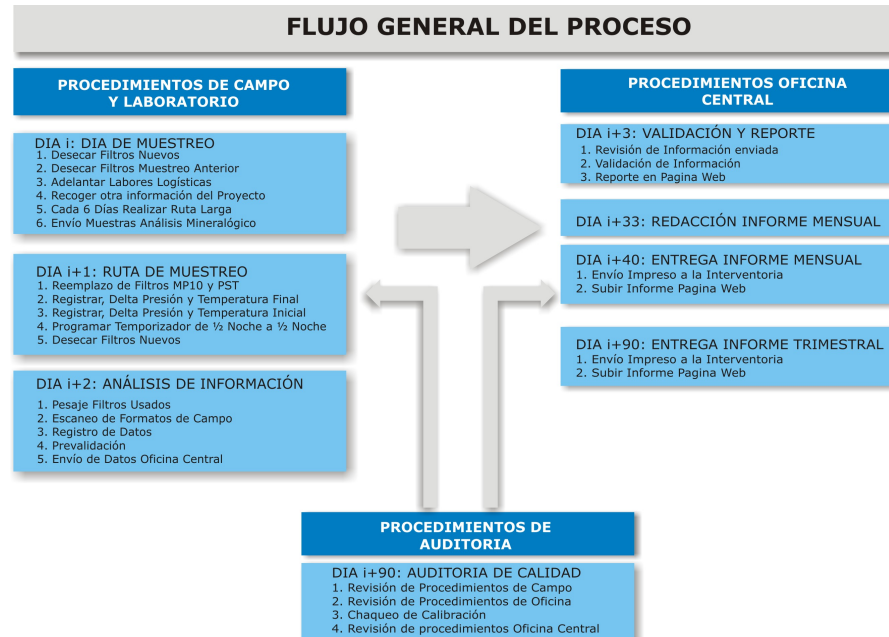 FLUJO GENERAL DEL PROCESO
PROCEDIMIENTOS DE CAMPO
Y LABORATORIO
DIA i: DIA DE MUESTREO
1. Desecar Filtros Nuevos
2. Desecar Filtros Muestreo Anterior
3. Adelantar Labores Logísticas
4. Recoger otra información del Proyecto
5. Cada 6 Días Realizar Ruta Larga
6. Envío Muestras Análisis Mineralógico
DIA i+1: RUTA DE MUESTREO
1. Reemplazo de Filtros MP10 y PST
2. Registrar, Delta Presión y Temperatura Final
3. Registrar, Delta Presión y Temperatura Inicial
4. Programar Temporizador de ½ Noche a ½ Noche
5. Desecar Filtros Nuevos
DIA i+2: ANÁLISIS DE INFORMACIÓN
1. Pesaje Filtros Usados
2. Escaneo de Formatos de Campo
3. Registro de Datos
4. Prevalidación
5. Envío de Datos Oficina Central
PROCEDIMIENTOS OFICINA
CENTRAL
DIA i+3: VALIDACIÓN Y REPORTE
1. Revisión de Información enviada
2. Validación de Información
3. Reporte en Pagina Web
DIA i+33: REDACCIÓN INFORME MENSUAL
DIA i+40: ENTREGA INFORME MENSUAL
1. Envío Impreso a la Interventoria
2. Subir Informe Pagina Web
DIA i+90: ENTREGA INFORME TRIMESTRAL
1. Envío Impreso a la Interventoria
2. Subir Informe Pagina Web
PROCEDIMIENTOS DE
AUDITORIA
DIA i+90: AUDITORIA DE CALIDAD
1. Revisión de Procedimientos de Campo
2. Revisión de Procedimientos de Oficina
3. Chaqueo de Calibración
4. Revisión de procedimientos Oficina Central